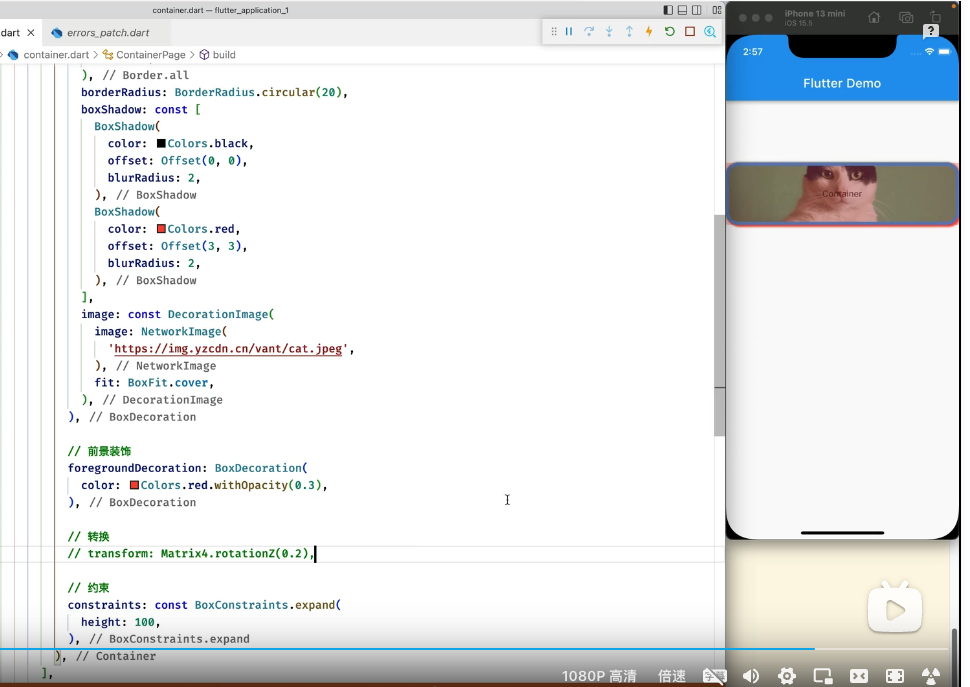 container.dart — flutter_application_1
dart × errors_patch.dart
container.dart > ContainerPage > build
), // Border.all
borderRadius: BorderRadius.circular(20),
boxShadow: const [
BoxShadow(
color: Colors.black,
offset: Offset(0, 0),
blurRadius: 2,
), // BoxShadow
BoxShadow(
color: Colors.red,
offset: Offset(3, 3),
blurRadius: 2,
), // BoxShadow
],
image: const DecorationImage(
image: NetworkImage(
'https://img.yzcdn.cn/vant/cat.jpeg',
), // NetworkImage
fit: BoxFit.cover,
), // DecorationImage
), // BoxDecoration
// 前景装饰
foregroundDecoration: BoxDecoration(
color: Colors.red.withOpacity(0.3),
), // BoxDecoration
// 转换
// transform: Matrix4.rotationZ(0.2),
// 约束
constraints: const BoxConstraints.expand(
height: 100,
), // BoxConstraints.expand
), // Container
],
iPhone 13 mini
iOS 15.5
?
2:57
Flutter Demo
Container
1080P 高清 倍速 字幕